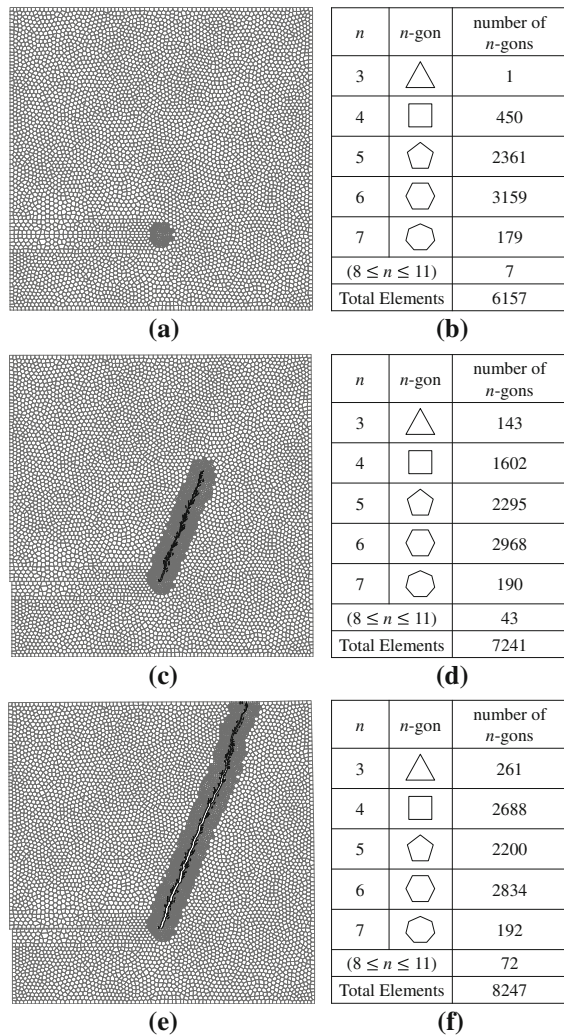 n n-gon number of n-gons
3 1
4 450
5 2361
6 3159
7 179
(8 ≤ n ≤ 11) 7
Total Elements 6157
(a) (b)
n n-gon number of n-gons
3 143
4 1602
5 2295
6 2968
7 190
(8 ≤ n ≤ 11) 43
Total Elements 7241
(c) (d)
n n-gon number of n-gons
3 261
4 2688
5 2200
6 2834
7 192
(8 ≤ n ≤ 11) 72
Total Elements 8247
(e) (f)